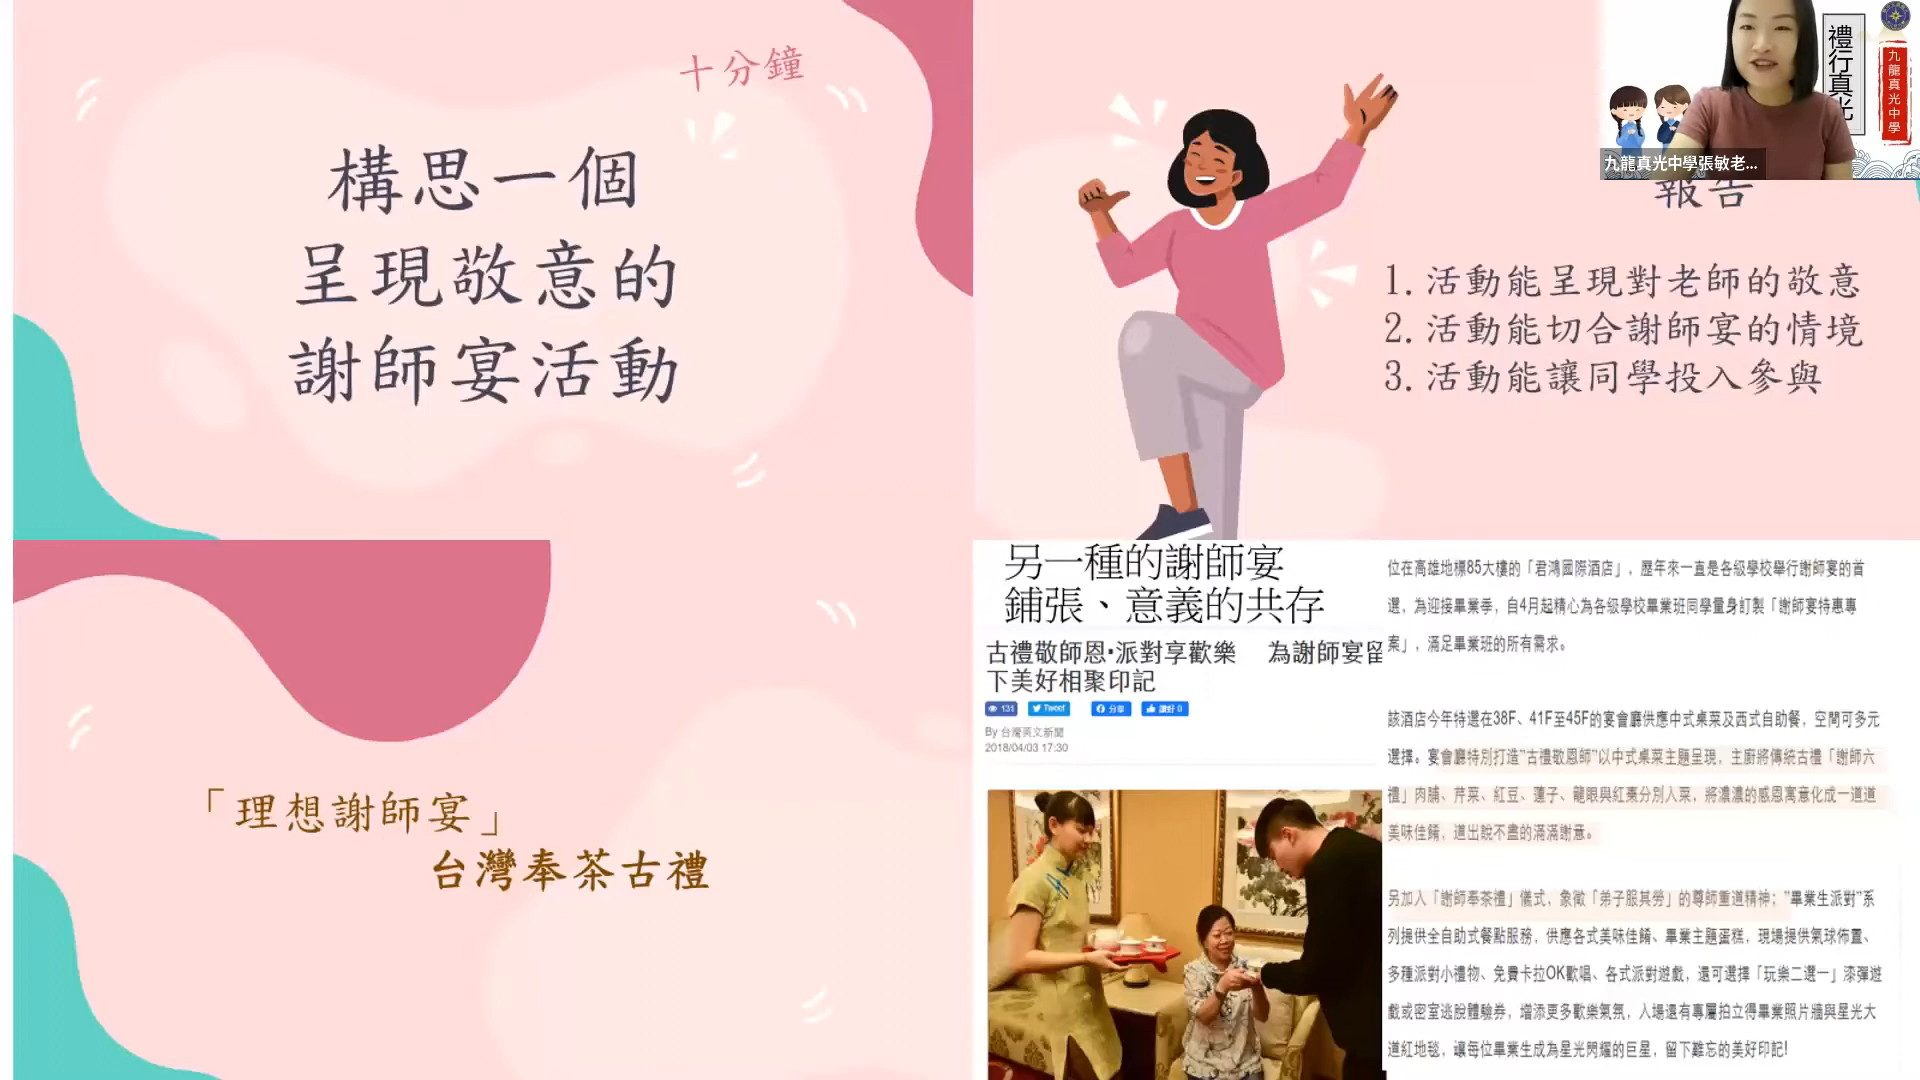 十分鐘
構思一個
呈現敬意的
謝師宴活動
報告
1. 活動能呈現對老師的敬意
2. 活動能切合謝師宴的情境
3. 活動能讓同學投入參與
禮行真光
九龍真光中學
九龍真光中學張敏老...
「理想謝師宴」
台灣奉茶古禮
另一種的謝師宴
鋪張、意義的共存
古禮敬師恩‧派對享歡樂 為謝師宴留
下美好相聚印記
131
Tweet
分享
讚好 0
By 台灣英文新聞
2018/04/03 17:30
位在高雄地標85大樓的「君鴻國際酒店」，歷年來一直是各級學校舉行謝師宴的首
選，為迎接畢業季，自4月起精心為各級學校畢業班同學量身訂製「謝師宴特惠專
案」，滿足畢業班的所有需求。
該酒店今年特選在38F、41F至45F的宴會廳供應中式桌菜及西式自助餐，空間可多元
選擇。宴會廳特別打造"古禮敬恩師"以中式桌菜主題呈現，主廚將傳統古禮「謝師六
禮」肉脯、芹菜、紅豆、蓮子、龍眼與紅棗分別入菜，將濃濃的感恩寓意化成一道道
美味佳餚，道出說不盡的滿滿謝意。
另加入「謝師奉茶禮」儀式，象徵「弟子服其勞」的尊師重道精神；"畢業生派對"系
列提供全自助式餐點服務，供應各式美味佳餚、畢業主題蛋糕，現場提供氣球佈置、
多種派對小禮物、免費卡拉OK歡唱、各式派對遊戲，還可選擇「玩樂二選一」漆彈遊
戲或密室逃脫體驗券，增添更多歡樂氣氛，入場還有專屬拍立得畢業照片牆與星光大
道紅地毯，讓每位畢業生成為星光閃耀的巨星，留下難忘的美好印記!